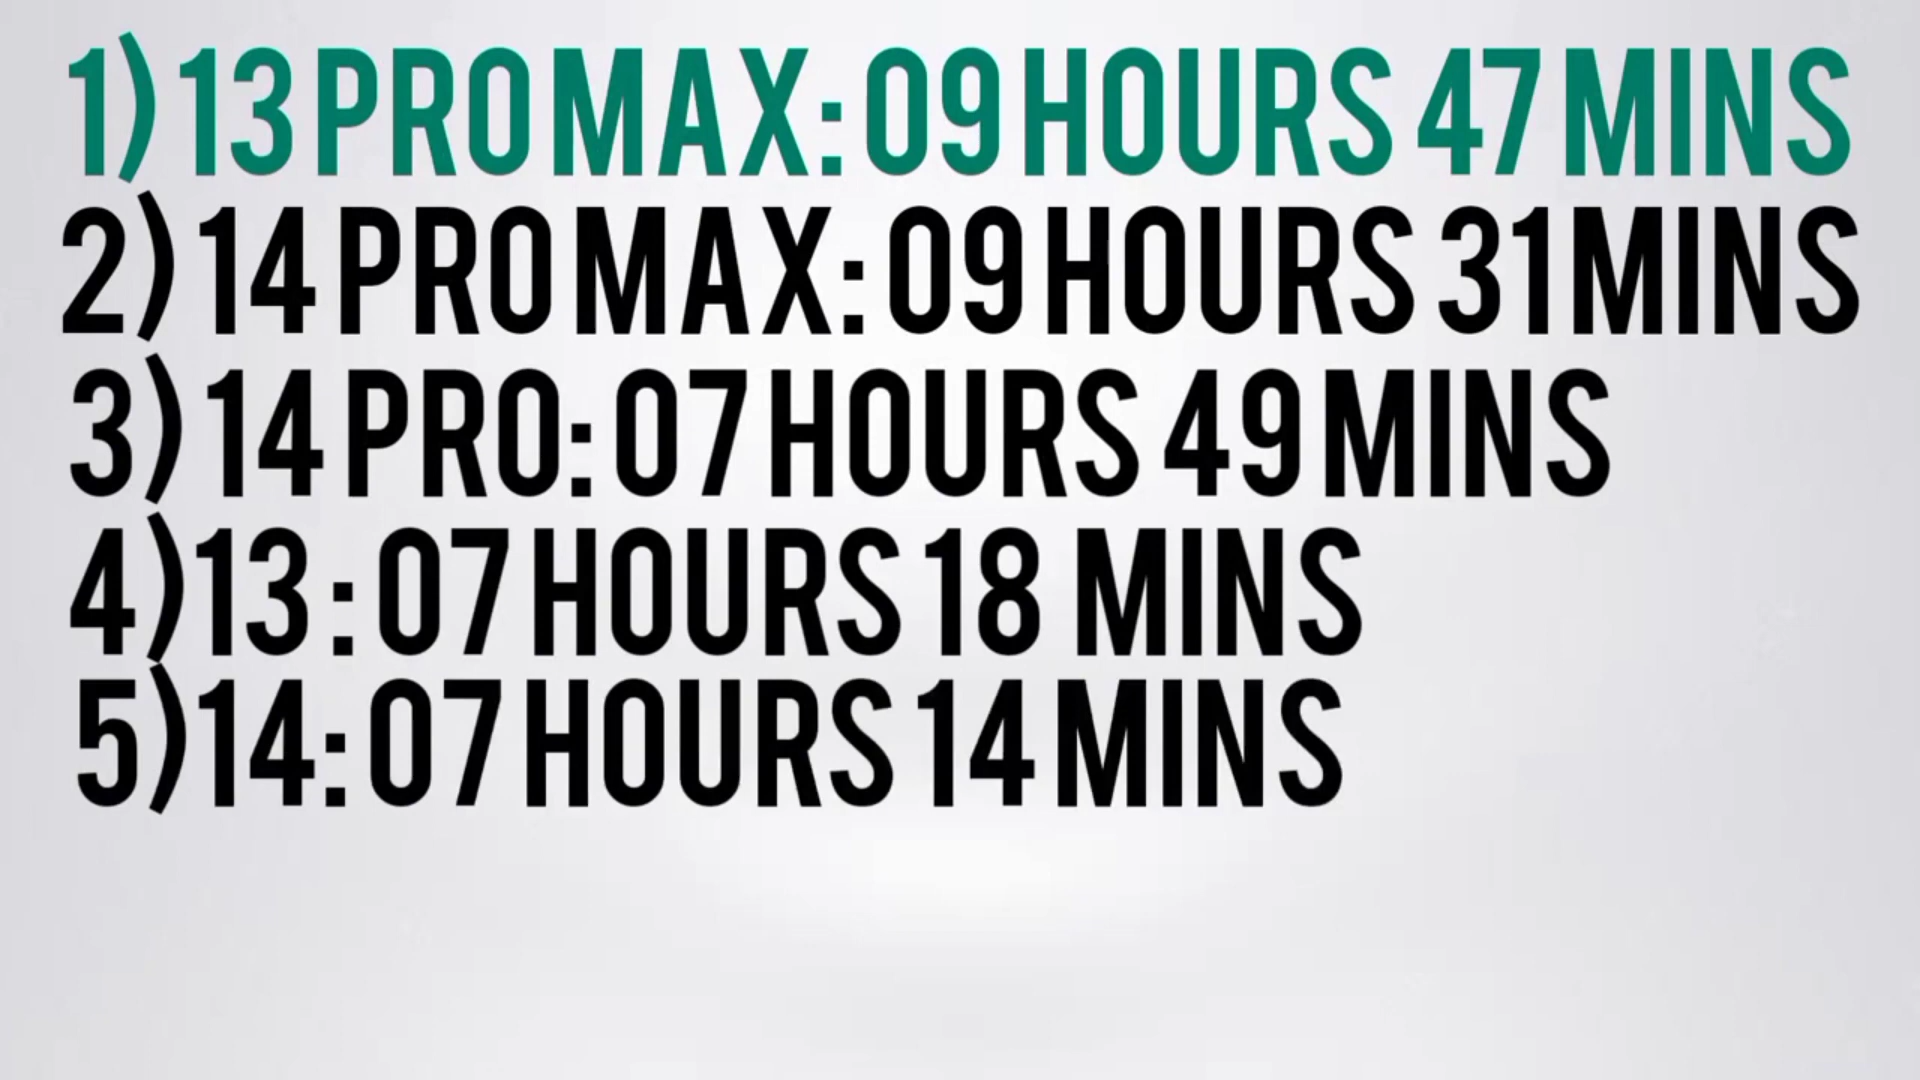 1) 13 PRO MAX: 09 HOURS 47 MINS
2) 14 PRO MAX: 09 HOURS 31 MINS
3) 14 PRO: 07 HOURS 49 MINS
4) 13 : 07 HOURS 18 MINS
5) 14: 07 HOURS 14 MINS